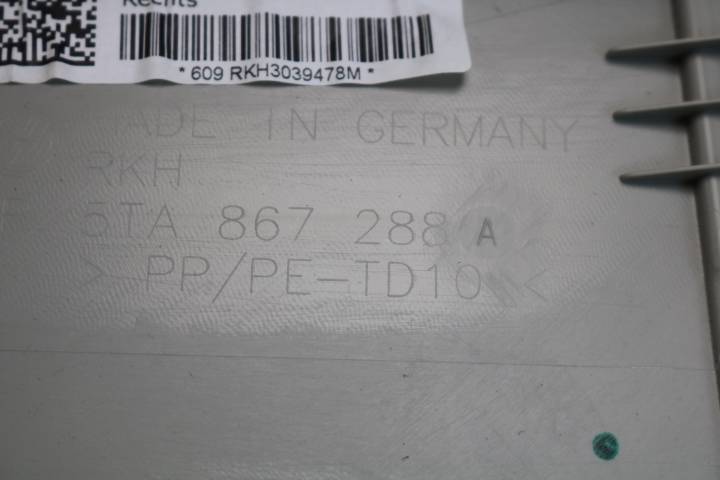 Rechts
* 609 RKH3039478M *
MADE IN GERMANY
RKH
5TA 867 288 A
> PP/PE-TD10 <